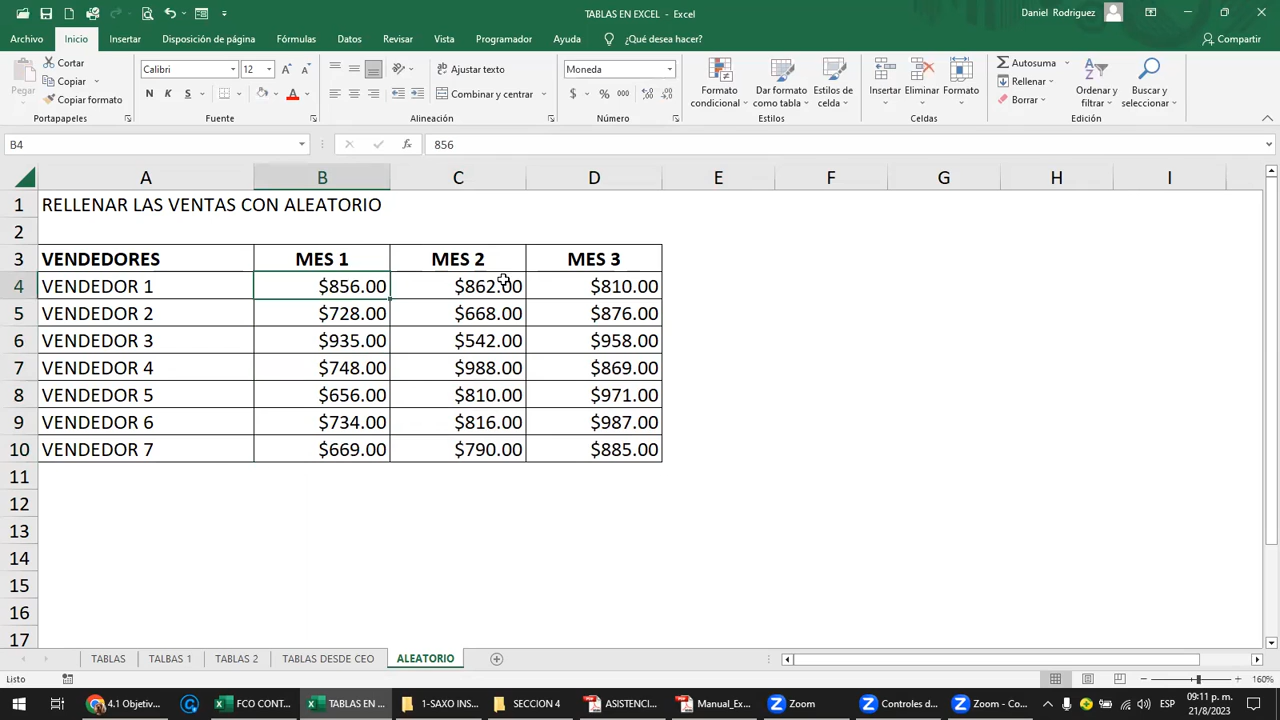 TABLAS EN EXCEL - Excel
Daniel Rodriguez
Archivo Inicio Insertar Disposición de página Fórmulas Datos Revisar Vista Programador Ayuda ¿Qué desea hacer? Compartir
Pegar
Cortar
Copiar
Copiar formato
Portapapeles
Calibri 12
N K S
Fuente
Ajustar texto
Combinar y centrar
Alineación
Moneda
$ % 000
Número
Formato condicional
Dar formato como tabla
Estilos de celda
Estilos
Insertar Eliminar Formato
Celdas
Autosuma
Rellenar
Borrar
Ordenar y filtrar
Buscar y seleccionar
Edición
B4 fx 856
A B C D E F G H I
1 RELLENAR LAS VENTAS CON ALEATORIO
2
3 VENDEDORES MES 1 MES 2 MES 3
4 VENDEDOR 1 $856.00 $862.00 $810.00
5 VENDEDOR 2 $728.00 $668.00 $876.00
6 VENDEDOR 3 $935.00 $542.00 $958.00
7 VENDEDOR 4 $748.00 $988.00 $869.00
8 VENDEDOR 5 $656.00 $810.00 $971.00
9 VENDEDOR 6 $734.00 $816.00 $987.00
10 VENDEDOR 7 $669.00 $790.00 $885.00
11
12
13
14
15
16
17
TABLAS TALBAS 1 TABLAS 2 TABLAS DESDE CEO ALEATORIO
Listo 160%
4.1 Objetiv... FCO CONT... TABLAS EN ... 1-SAXO INS... SECCION 4 ASISTENCI... Manual_Ex... Zoom Controles d... Zoom - Co... ESP 09:11 p. m.
21/8/2023